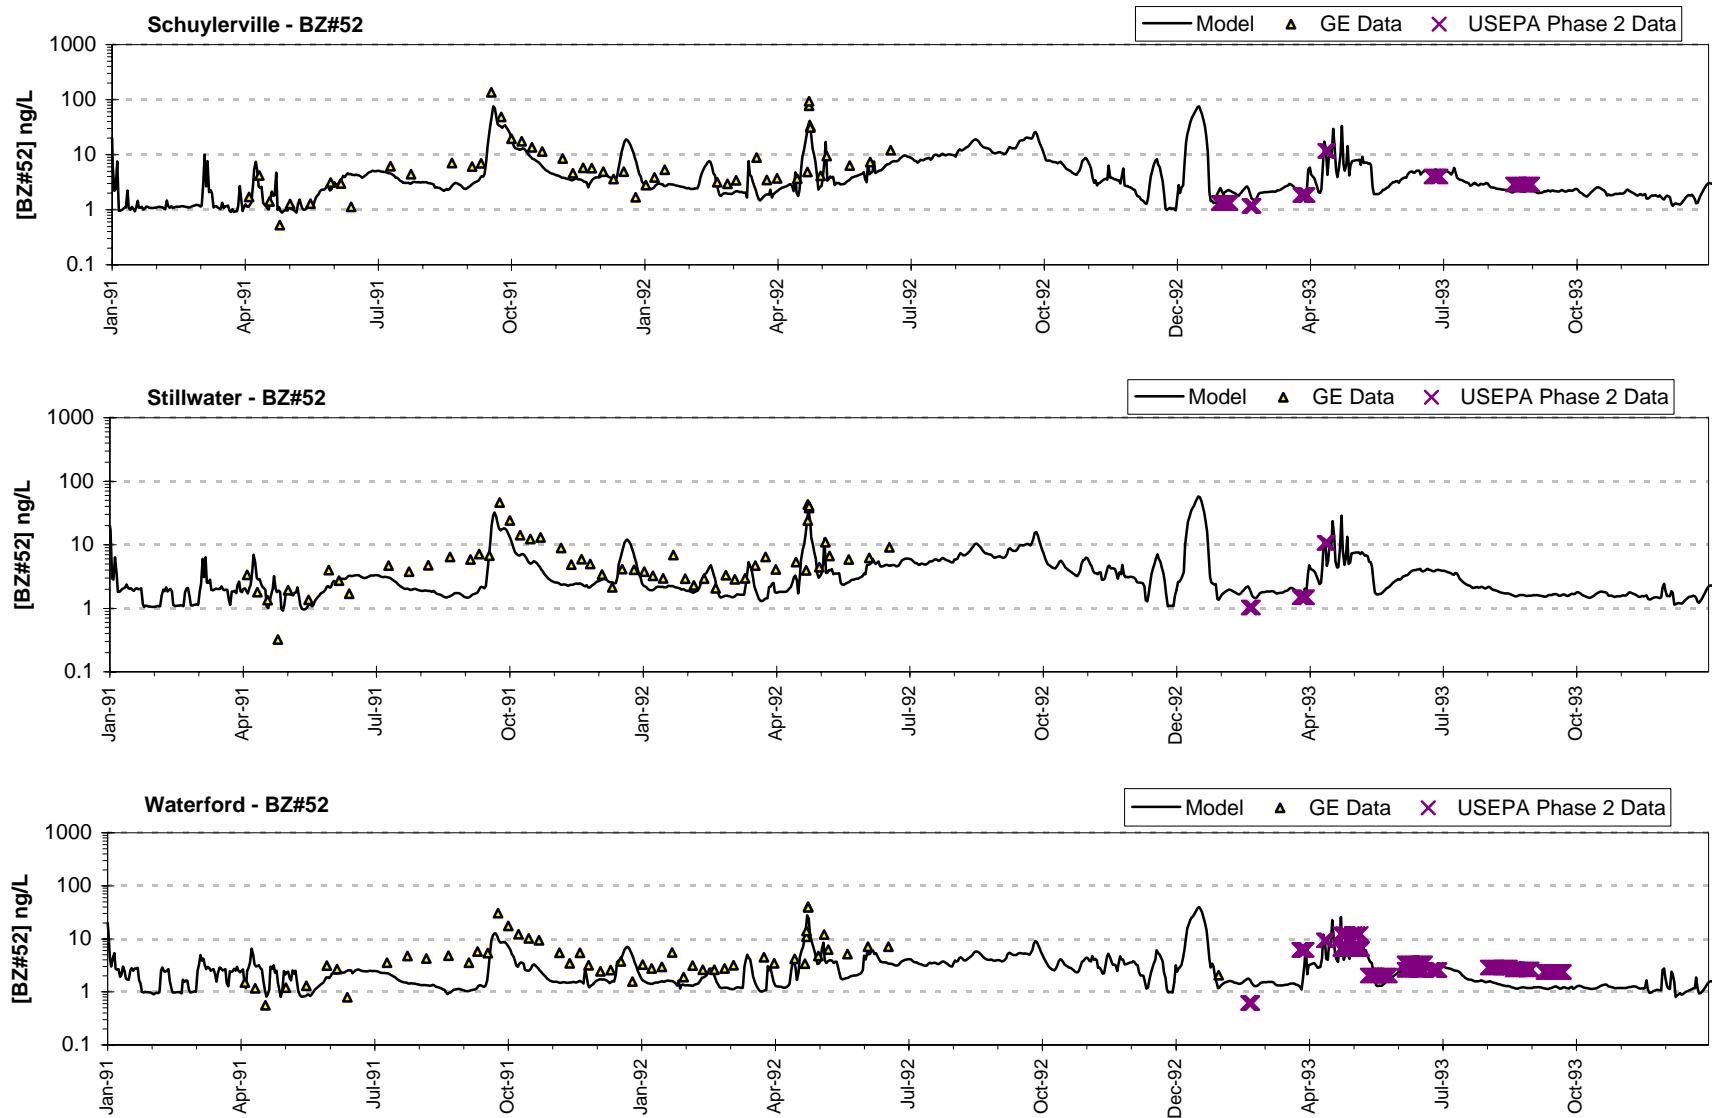 Schuylerville - BZ#52
Model GE Data USEPA Phase 2 Data
[BZ#52] ng/L
1000
100
10
1
0.1
Jan-91 Apr-91 Jul-91 Oct-91 Jan-92 Apr-92 Jul-92 Oct-92 Dec-92 Apr-93 Jul-93 Oct-93
Stillwater - BZ#52
Model GE Data USEPA Phase 2 Data
[BZ#52] ng/L
1000
100
10
1
0.1
Jan-91 Apr-91 Jul-91 Oct-91 Jan-92 Apr-92 Jul-92 Oct-92 Dec-92 Apr-93 Jul-93 Oct-93
Waterford - BZ#52
Model GE Data USEPA Phase 2 Data
[BZ#52] ng/L
1000
100
10
1
0.1
Jan-91 Apr-91 Jul-91 Oct-91 Jan-92 Apr-92 Jul-92 Oct-92 Dec-92 Apr-93 Jul-93 Oct-93